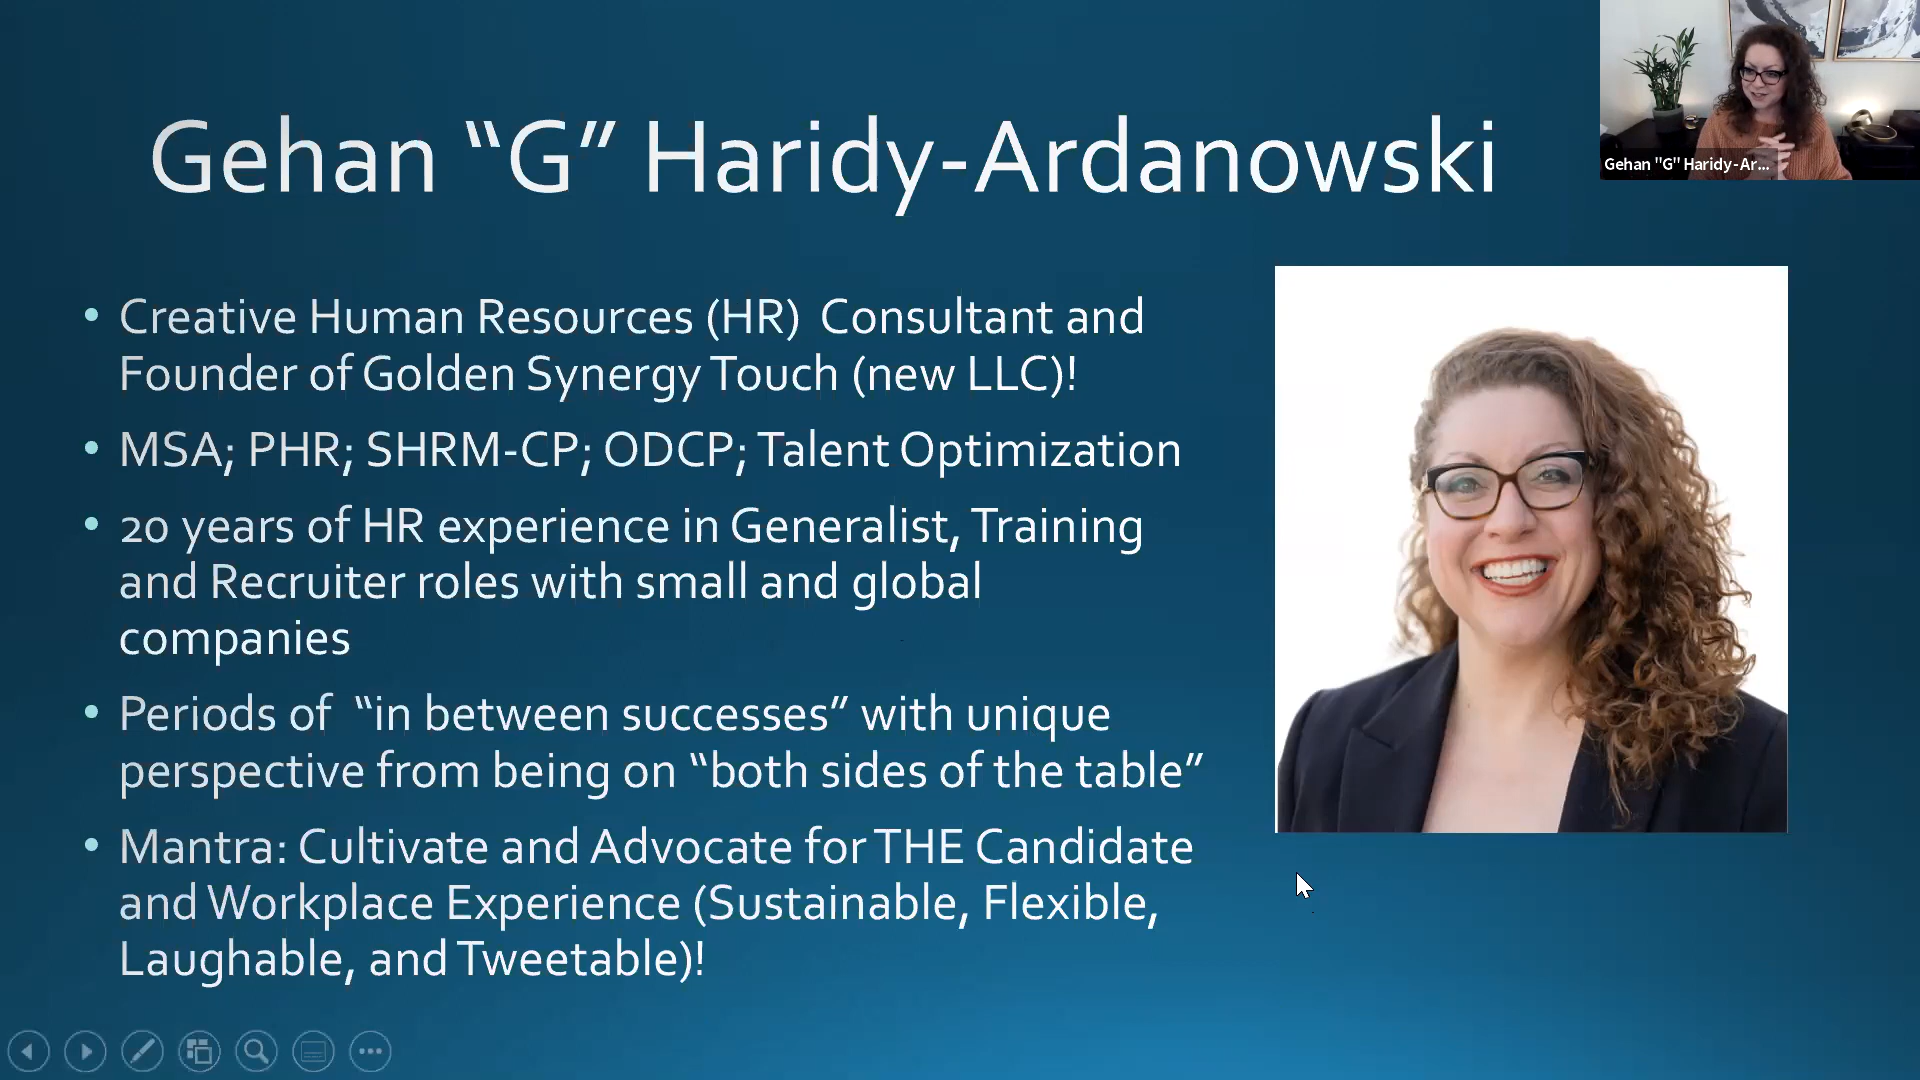 Gehan “G” Haridy-Ardanowski
Gehan "G" Haridy-Ar...
• Creative Human Resources (HR)  Consultant and
Founder of Golden Synergy Touch (new LLC)!
• MSA; PHR; SHRM-CP; ODCP; Talent Optimization
• 20 years of HR experience in Generalist, Training
and Recruiter roles with small and global
companies
• Periods of  “in between successes” with unique
perspective from being on “both sides of the table”
• Mantra: Cultivate and Advocate for THE Candidate
and Workplace Experience (Sustainable, Flexible,
Laughable, and Tweetable)!